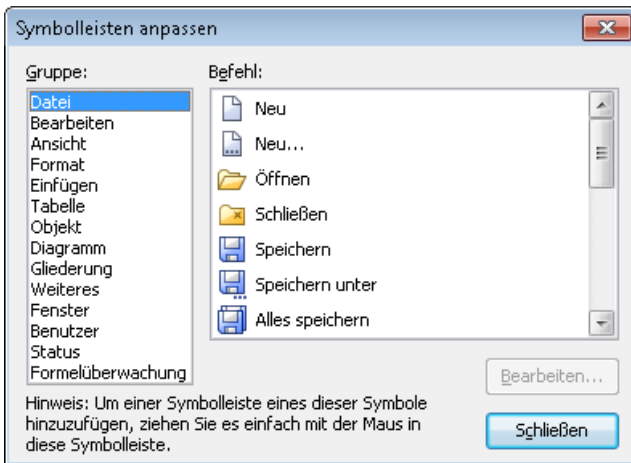 Symbolleisten anpassen
Gruppe:
Befehl:
Datei
Bearbeiten
Ansicht
Format
Einfügen
Tabelle
Objekt
Diagramm
Gliederung
Weiteres
Fenster
Benutzer
Status
Formelüberwachung
Neu
Neu...
Öffnen
Schließen
Speichern
Speichern unter
Alles speichern
Bearbeiten...
Hinweis: Um einer Symbolleiste eines dieser Symbole
hinzuzufügen, ziehen Sie es einfach mit der Maus in
diese Symbolleiste.
Schließen